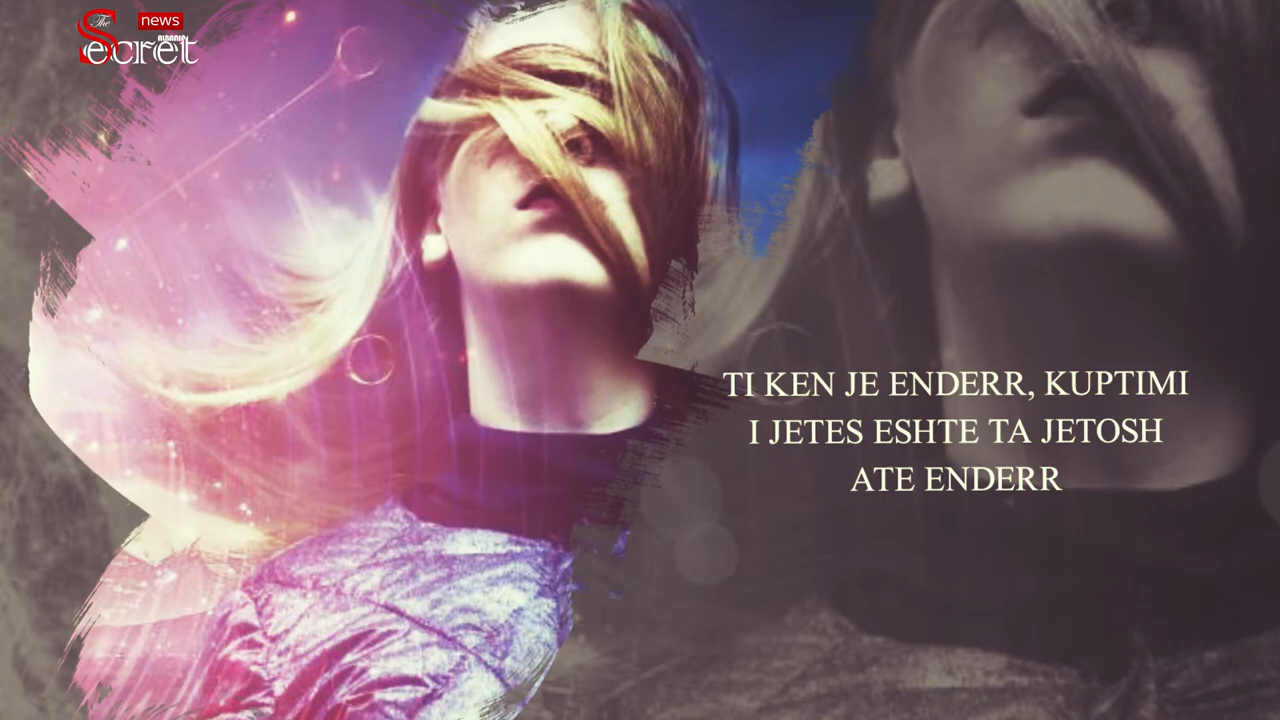 The
news
Secret
ALBANIA
TI KEN JE ENDERR, KUPTIMI
I JETES ESHTE TA JETOSH
ATE ENDERR